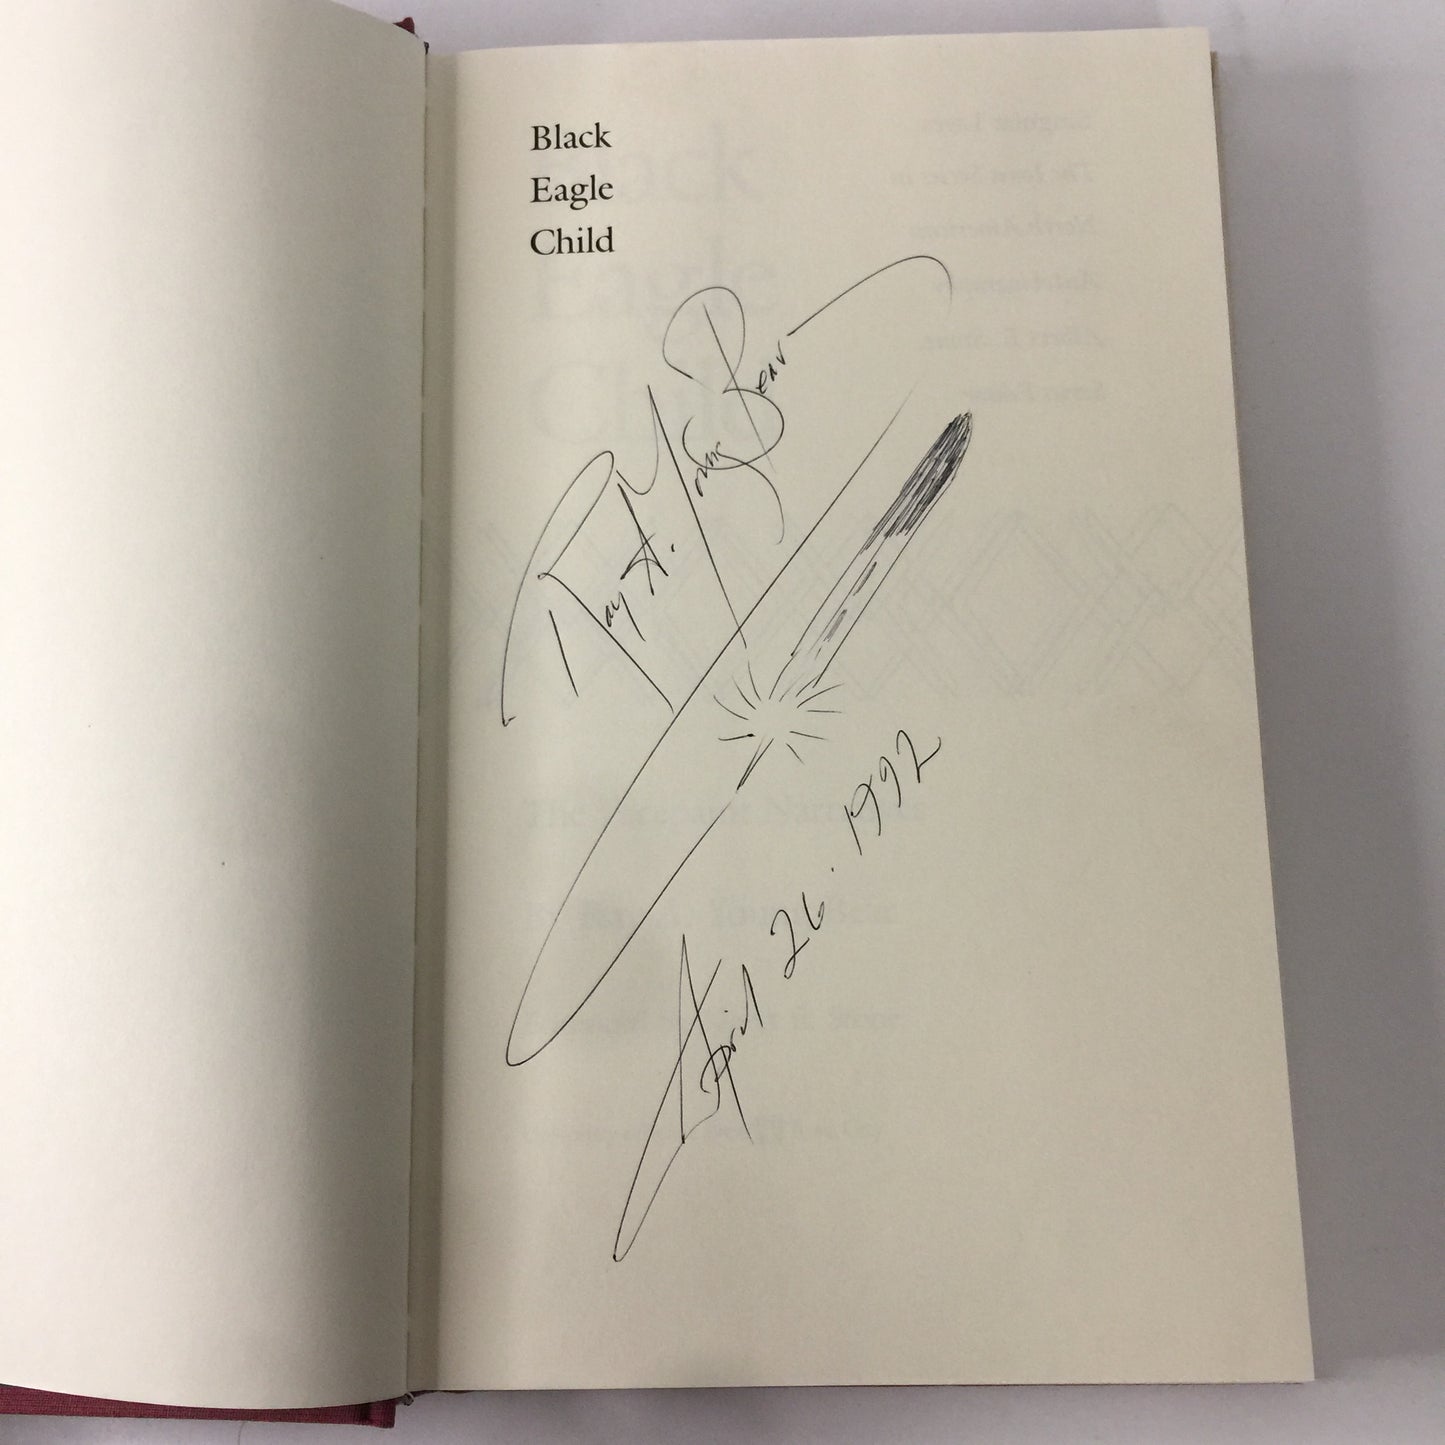 Black
Eagle
Child
Ray A. Young Bear
April 26. 1992